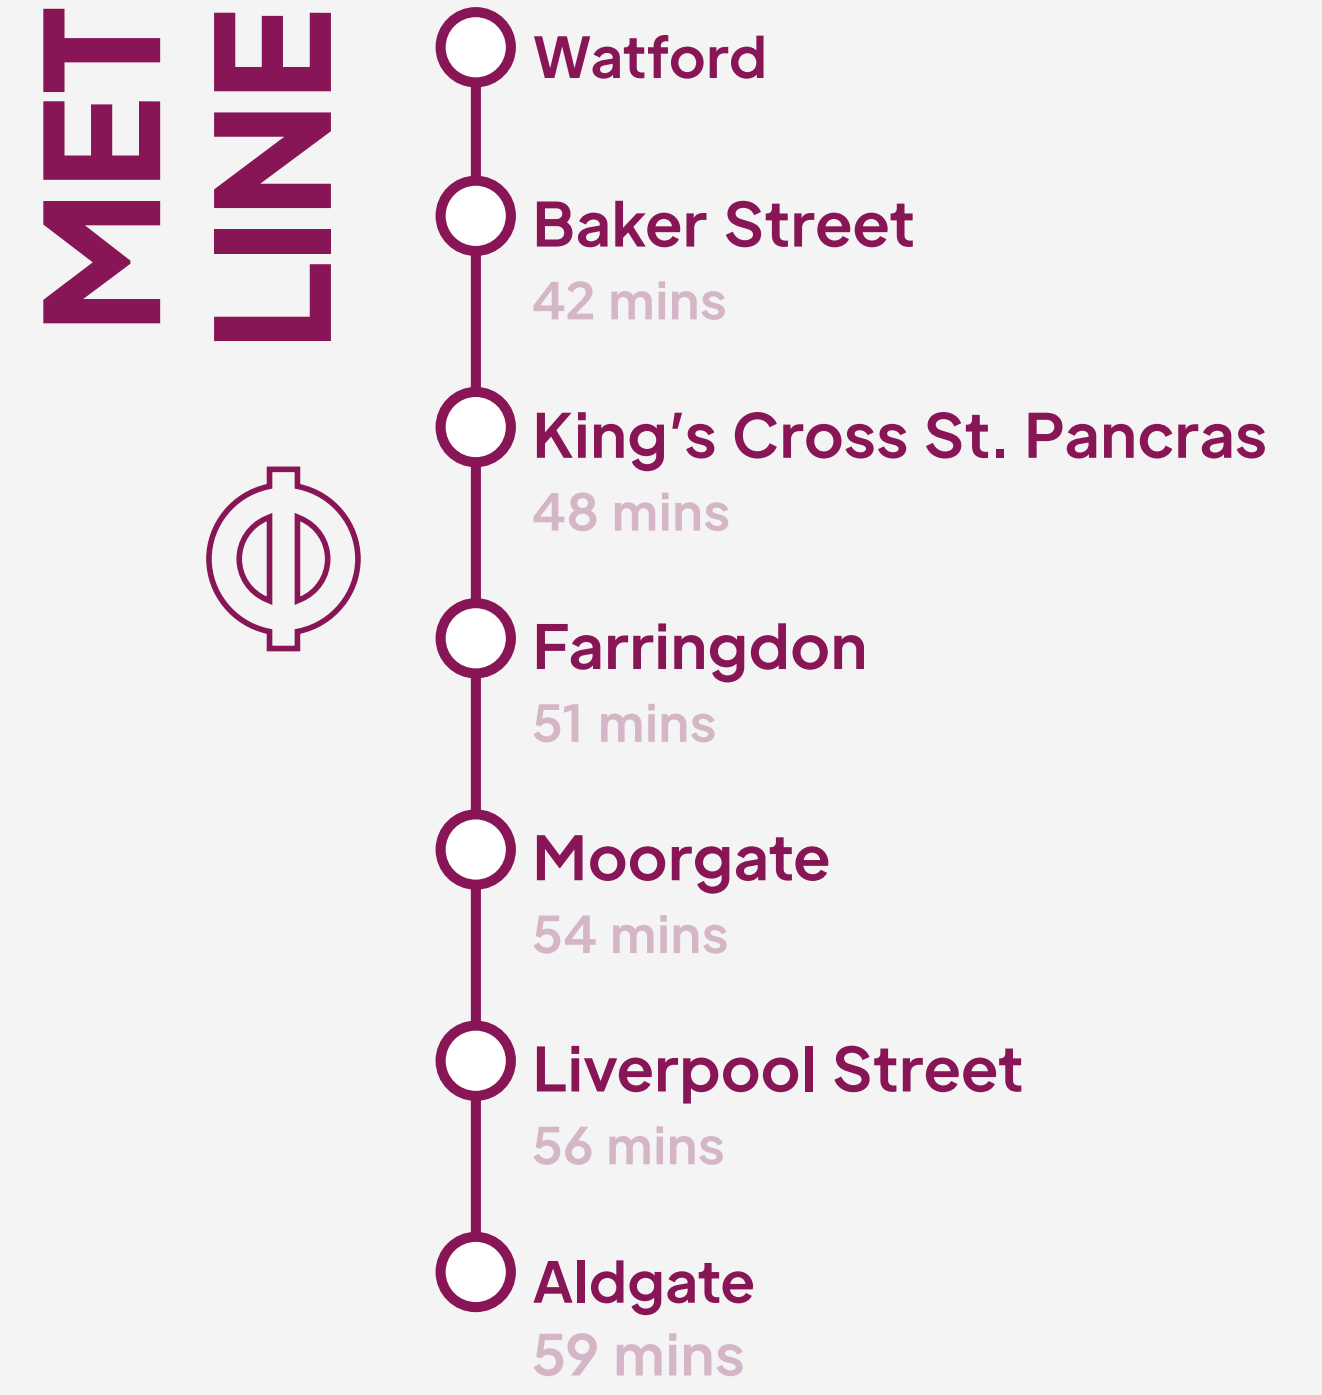 MET
LINE
Watford
Baker Street
42 mins
King's Cross St. Pancras
48 mins
Farringdon
51 mins
Moorgate
54 mins
Liverpool Street
56 mins
Aldgate
59 mins